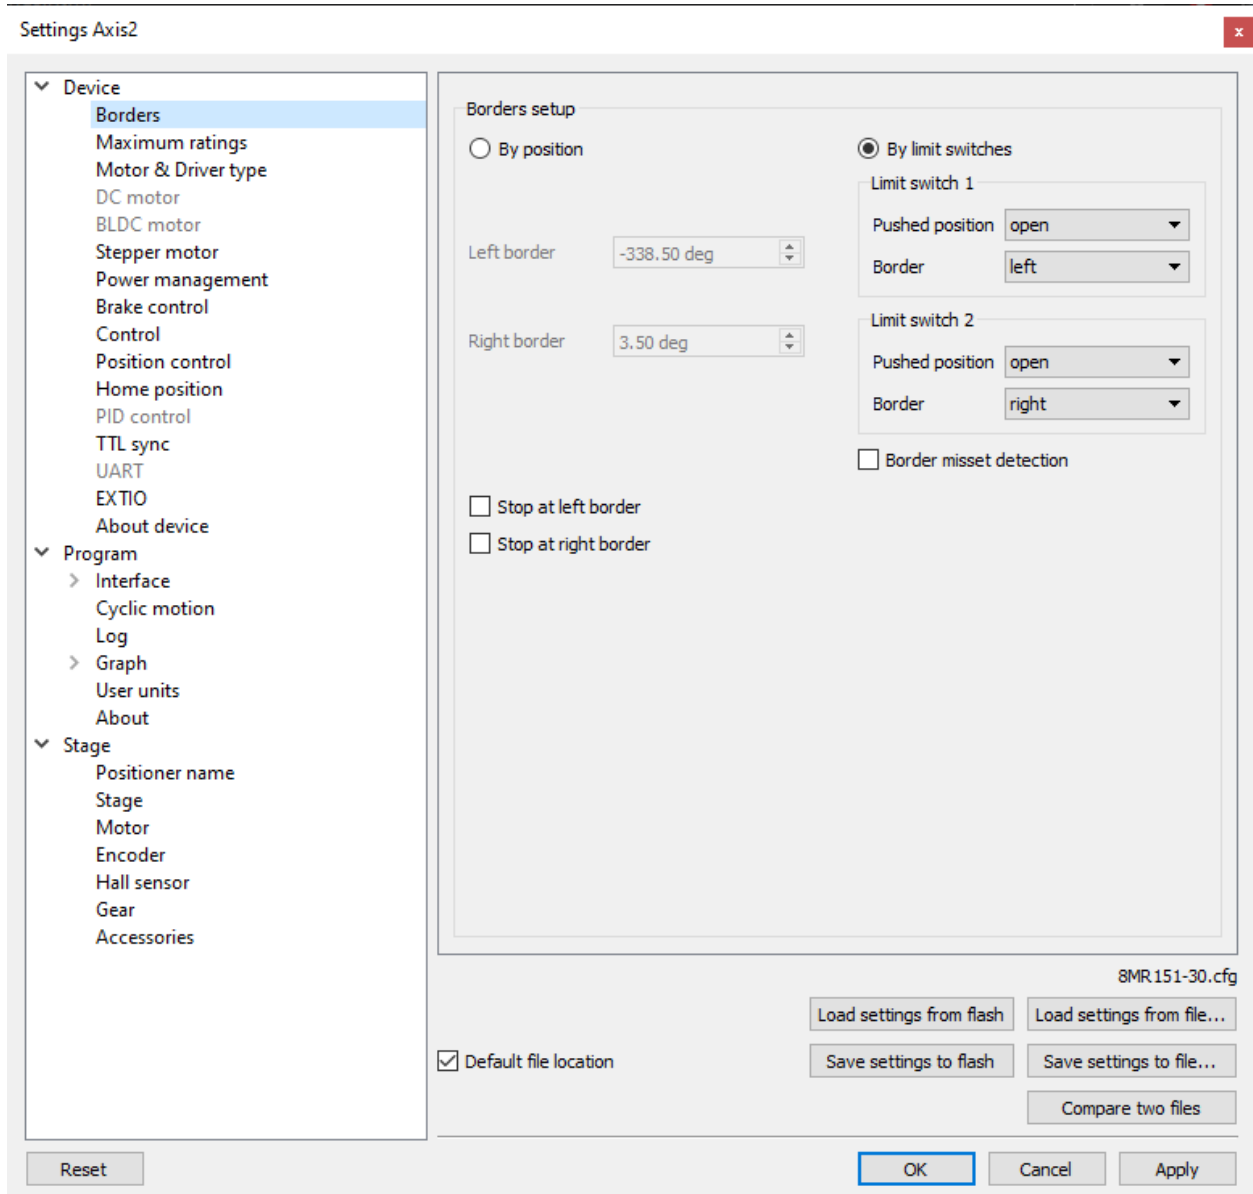 Settings Axis2
x
Device
Borders
Maximum ratings
Motor & Driver type
DC motor
BLDC motor
Stepper motor
Power management
Brake control
Control
Position control
Home position
PID control
TTL sync
UART
EXTIO
About device
Program
Interface
Cyclic motion
Log
Graph
User units
About
Stage
Positioner name
Stage
Motor
Encoder
Hall sensor
Gear
Accessories
Borders setup
By position
By limit switches
Limit switch 1
Pushed position open
Border left
Left border -338.50 deg
Limit switch 2
Right border 3.50 deg
Pushed position open
Border right
Border misset detection
Stop at left border
Stop at right border
8MR151-30.cfg
Load settings from flash Load settings from file...
Default file location Save settings to flash Save settings to file...
Compare two files
Reset OK Cancel Apply